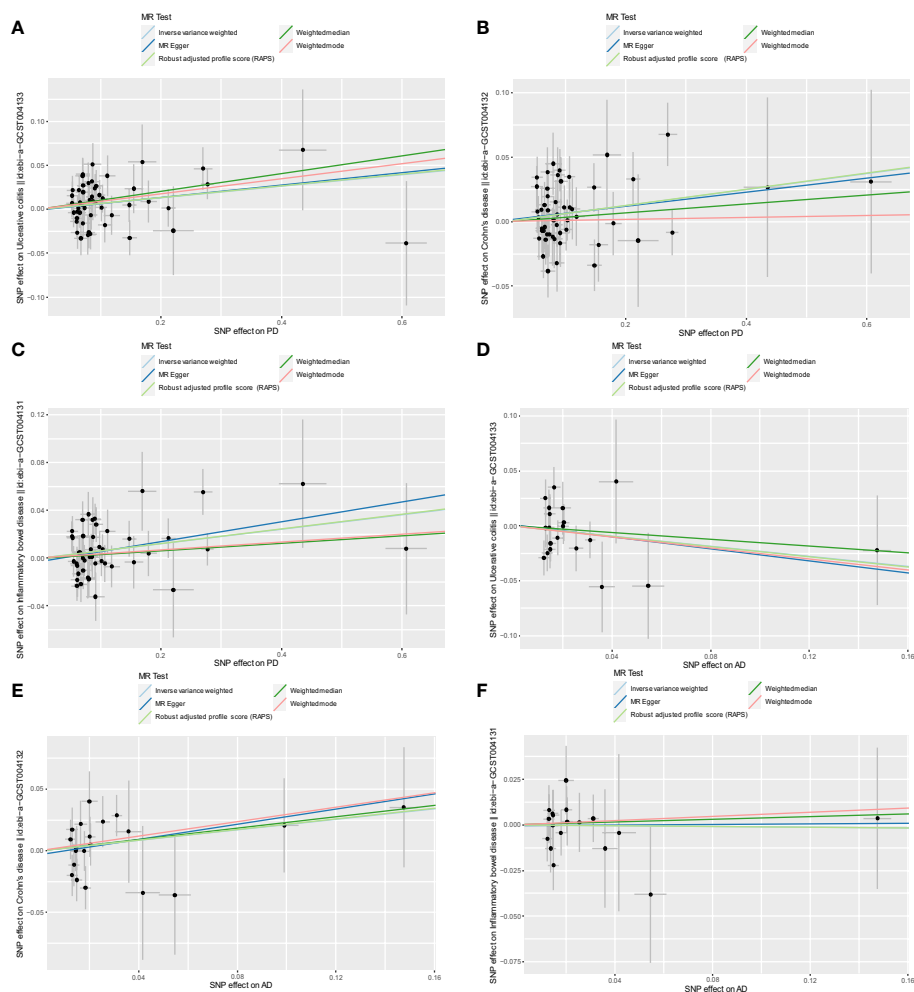 A
MR Test
Inverse variance weighted
Weightedmedian
MR Egger
Weightedmode
Robust adjusted profile score (RAPS)
SNP effect on Ulcerative colitis || id:ebi-a-GCST004133
0.10
0.05
0.00
-0.05
-0.10
0.2
0.4
0.6
SNP effect on PD
B
MR Test
Inverse variance weighted
Weightedmedian
MR Egger
Weightedmode
Robust adjusted profile score (RAPS)
SNP effect on Crohn's disease || id:ebi-a-GCST004132
0.10
0.05
0.00
-0.05
0.2
0.4
0.6
SNP effect on PD
C
MR Test
Inverse variance weighted
Weightedmedian
MR Egger
Weightedmode
Robust adjusted profile score (RAPS)
SNP effect on Inflammatory bowel disease || id:ebi-a-GCST004131
0.12
0.08
0.04
0.00
-0.04
0.2
0.4
0.6
SNP effect on PD
D
MR Test
Inverse variance weighted
Weightedmedian
MR Egger
Weightedmode
Robust adjusted profile score (RAPS)
SNP effect on Ulcerative colitis || id:ebi-a-GCST004133
0.10
0.05
0.00
-0.05
-0.10
0.04
0.08
0.12
0.16
SNP effect on AD
E
MR Test
Inverse variance weighted
Weightedmedian
MR Egger
Weightedmode
Robust adjusted profile score (RAPS)
SNP effect on Crohn's disease || id:ebi-a-GCST004132
0.05
0.00
-0.05
0.04
0.08
0.12
0.16
SNP effect on AD
F
MR Test
Inverse variance weighted
Weightedmedian
MR Egger
Weightedmode
Robust adjusted profile score (RAPS)
SNP effect on Inflammatory bowel disease || id:ebi-a-GCST004131
0.025
0.000
-0.025
-0.050
-0.075
0.04
0.08
0.12
0.16
SNP effect on AD